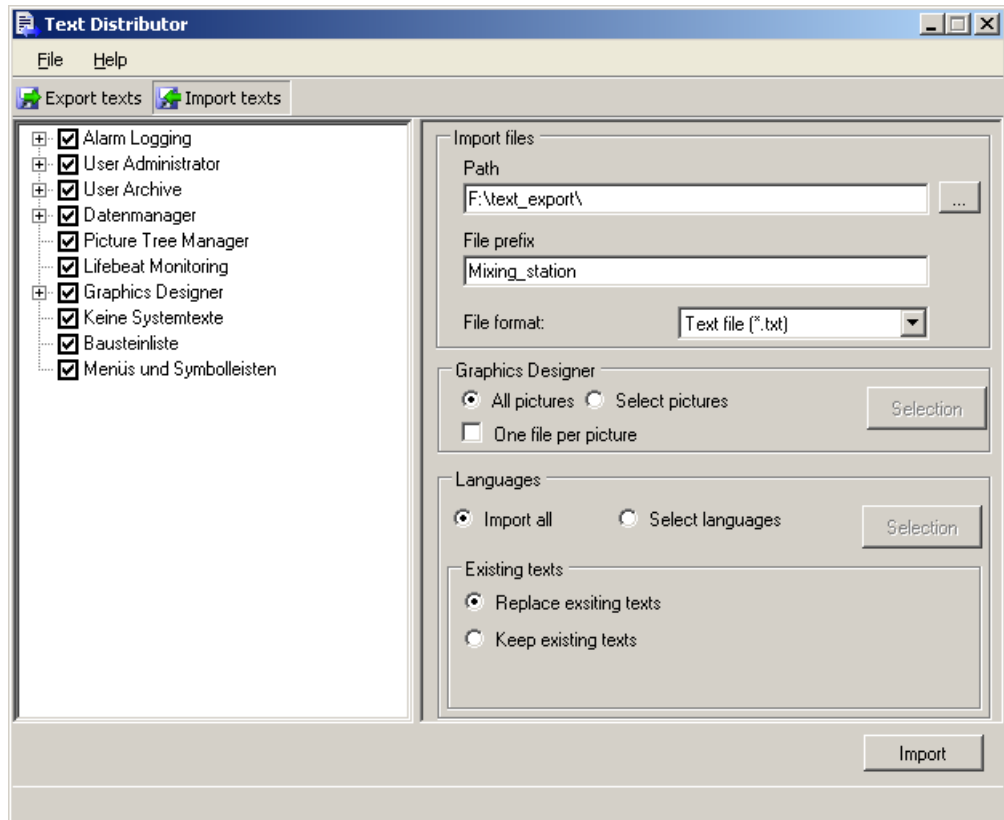 Text Distributor
File Help
Export texts Import texts
Alarm Logging
User Administrator
User Archive
Datenmanager
Picture Tree Manager
Lifebeat Monitoring
Graphics Designer
Keine Systemtexte
Bausteinliste
Menüs und Symbolleisten
Import files
Path
F:\text_export\ ...
File prefix
Mixing_station
File format: Text file (*.txt)
Graphics Designer
All pictures Select pictures Selection
One file per picture
Languages
Import all Select languages Selection
Existing texts
Replace exsiting texts
Keep existing texts
Import